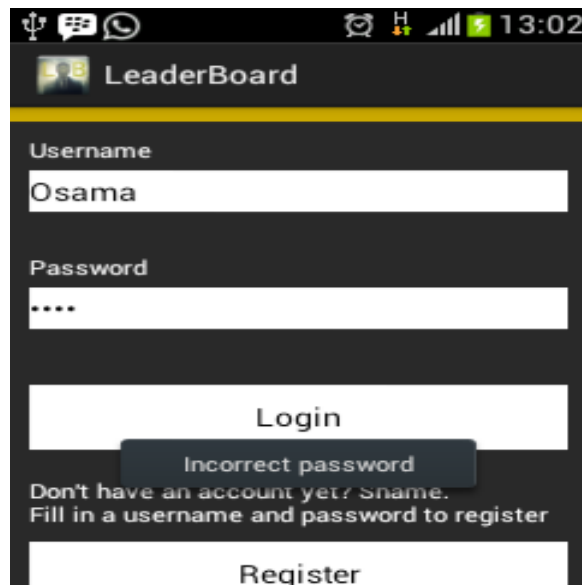 H 13:02
LeaderBoard
Username
Osama
Password
••••
Login
Incorrect password
Don't have an account yet? Shame.
Fill in a username and password to register
Register